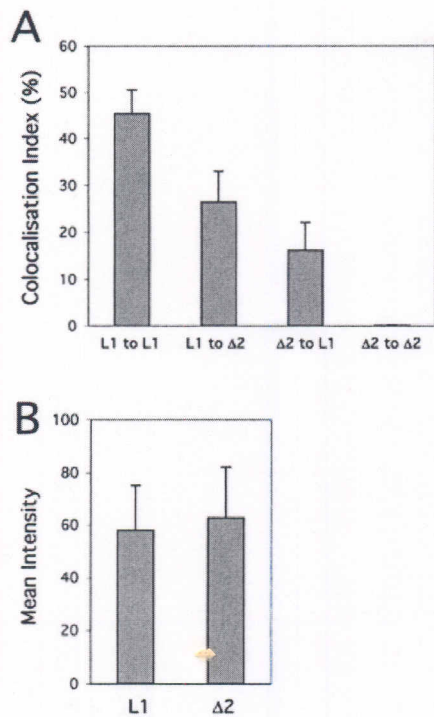 A
Colocalisation Index (%)
60
50
40
30
20
10
0
L1 to L1 L1 to Δ2 Δ2 to L1 Δ2 to Δ2
B
Mean Intensity
100
80
60
40
20
0
L1 Δ2